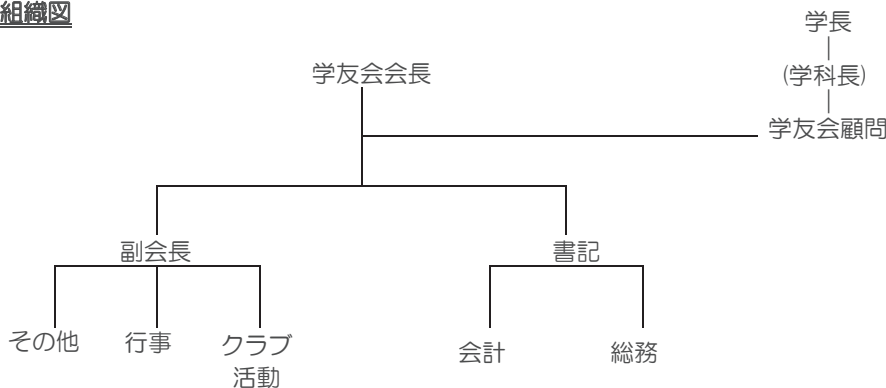 組織図
学長
｜
(学科長)
｜
学友会顧問
学友会会長
副会長
書記
その他
行事
クラブ
活動
会計
総務